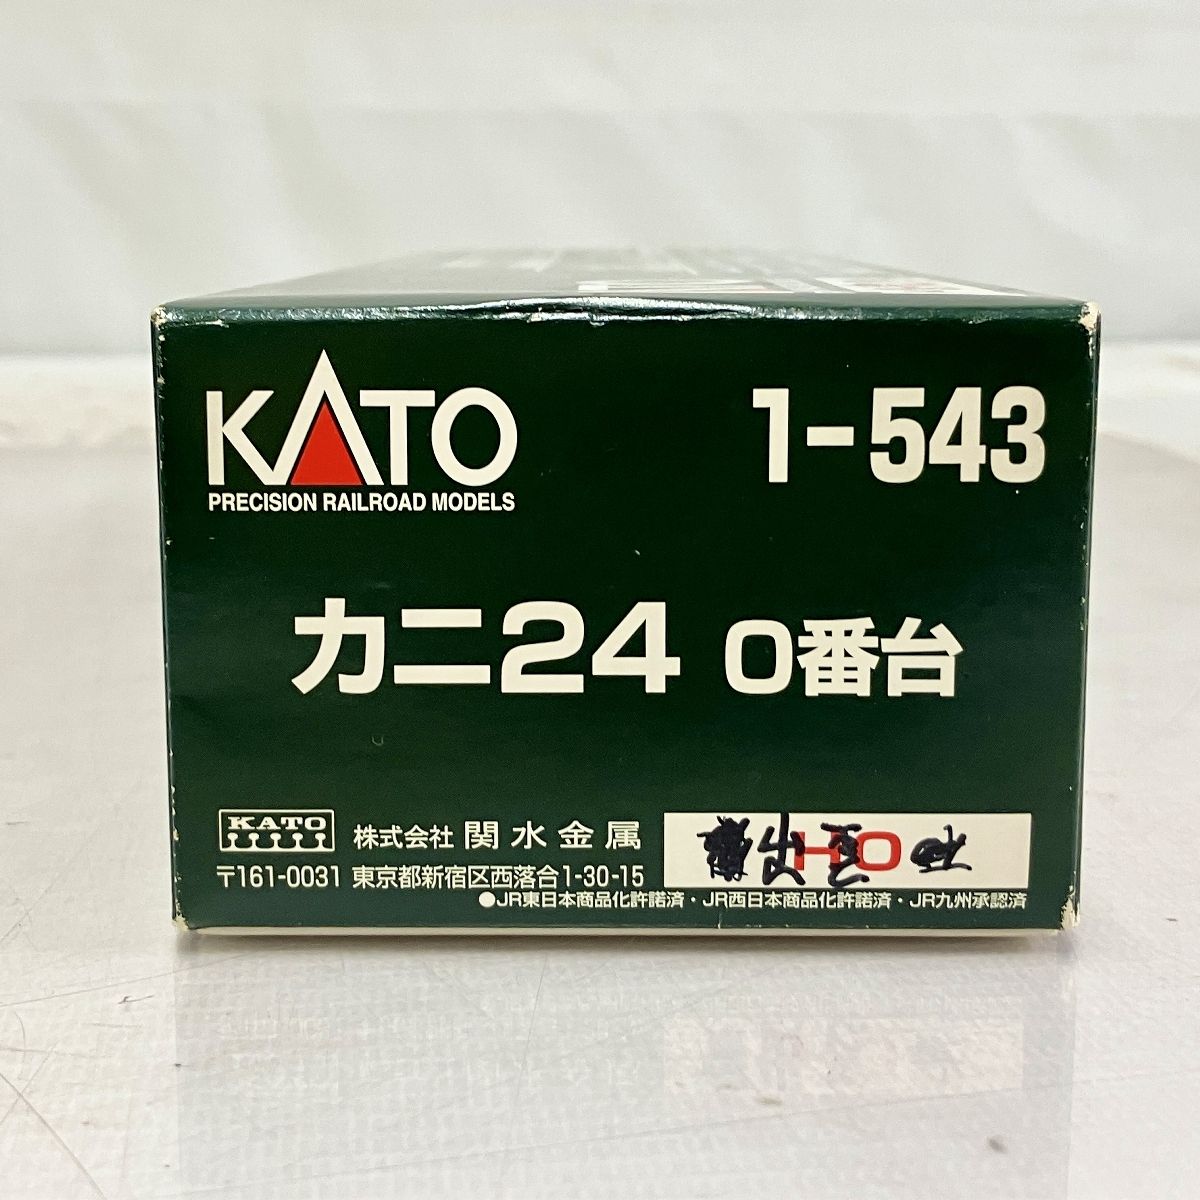 KATO 1-543
PRECISION RAILROAD MODELS
カニ24 0番台
KATO 株式会社 関水金属 HO 出雲
〒161-0031 東京都新宿区西落合1-30-15
●JR東日本商品化許諾済・JR西日本商品化許諾済・JR九州承認済